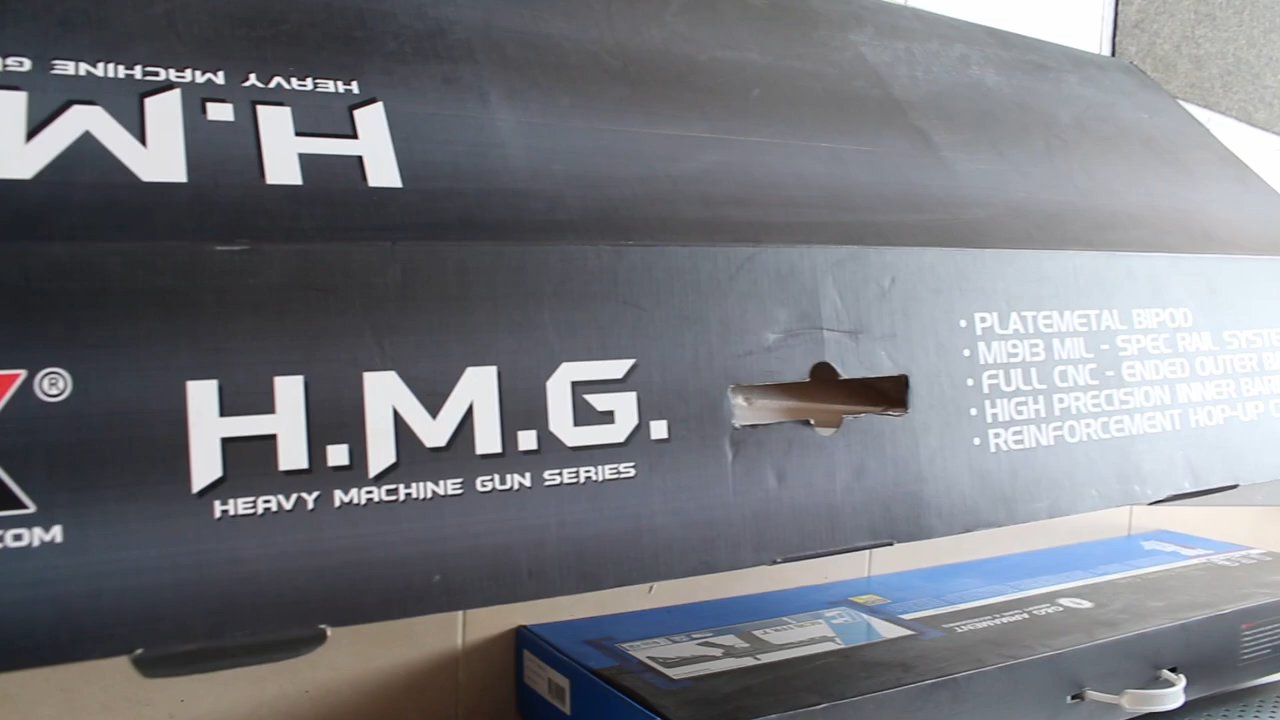 HEAVY MACHINE
H.M
®
.COM
H.M.G.
HEAVY MACHINE GUN SERIES
• PLATEMETAL BIPOD
• M1913 MIL - SPEC RAIL SYSTE
• FULL CNC - ENDED OUTER B
• HIGH PRECISION INNER BAR
• REINFORCEMENT HOP-UP
G&G ARMAMENT